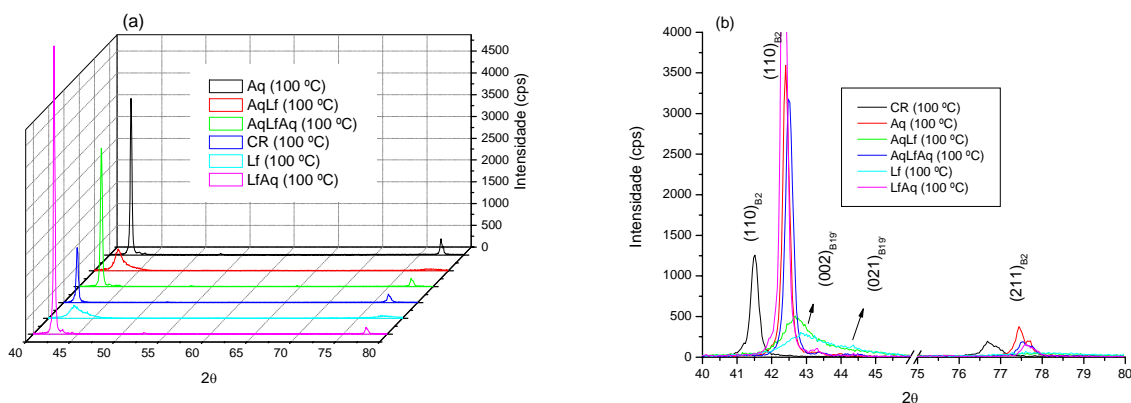 (a)
Aq (100 ºC)
AqLf (100 ºC)
AqLfAq (100 ºC)
CR (100 ºC)
Lf (100 ºC)
LfAq (100 ºC)
4500
4000
3500
3000
2500
2000
1500
1000
500
0
Intensidade (cps)
40 45 50 55 60 65 70 75 80
2θ
(b)
4000
3500
3000
2500
2000
1500
1000
500
0
Intensidade (cps)
(110)B2
(110)B2
(002)B19'
(021)B19'
(211)B2
CR (100 ºC)
Aq (100 ºC)
AqLf (100 ºC)
AqLfAq (100 ºC)
Lf (100 ºC)
LfAq (100 ºC)
40 41 42 43 44 45 75 76 77 78 79 80
2θ